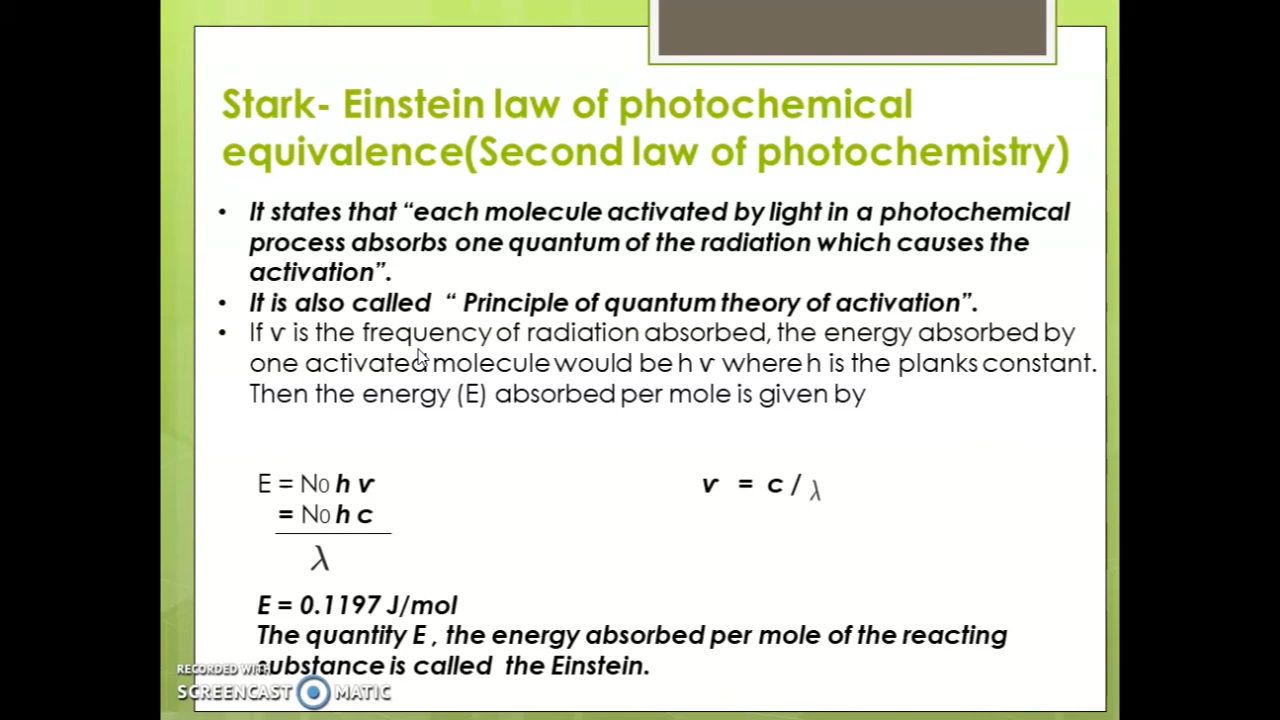 Stark- Einstein law of photochemical
equivalence(Second law of photochemistry)
• It states that “each molecule activated by light in a photochemical
process absorbs one quantum of the radiation which causes the
activation”.
• It is also called “ Principle of quantum theory of activation”.
• If ν is the frequency of radiation absorbed, the energy absorbed by
one activated molecule would be h ν where h is the planks constant.
Then the energy (E) absorbed per mole is given by
E = N0 h ν
ν = c / λ
= N0 h c
λ
E = 0.1197 J/mol
The quantity E , the energy absorbed per mole of the reacting
substance is called the Einstein.
RECORDED WITH
SCREENCAST MATIC